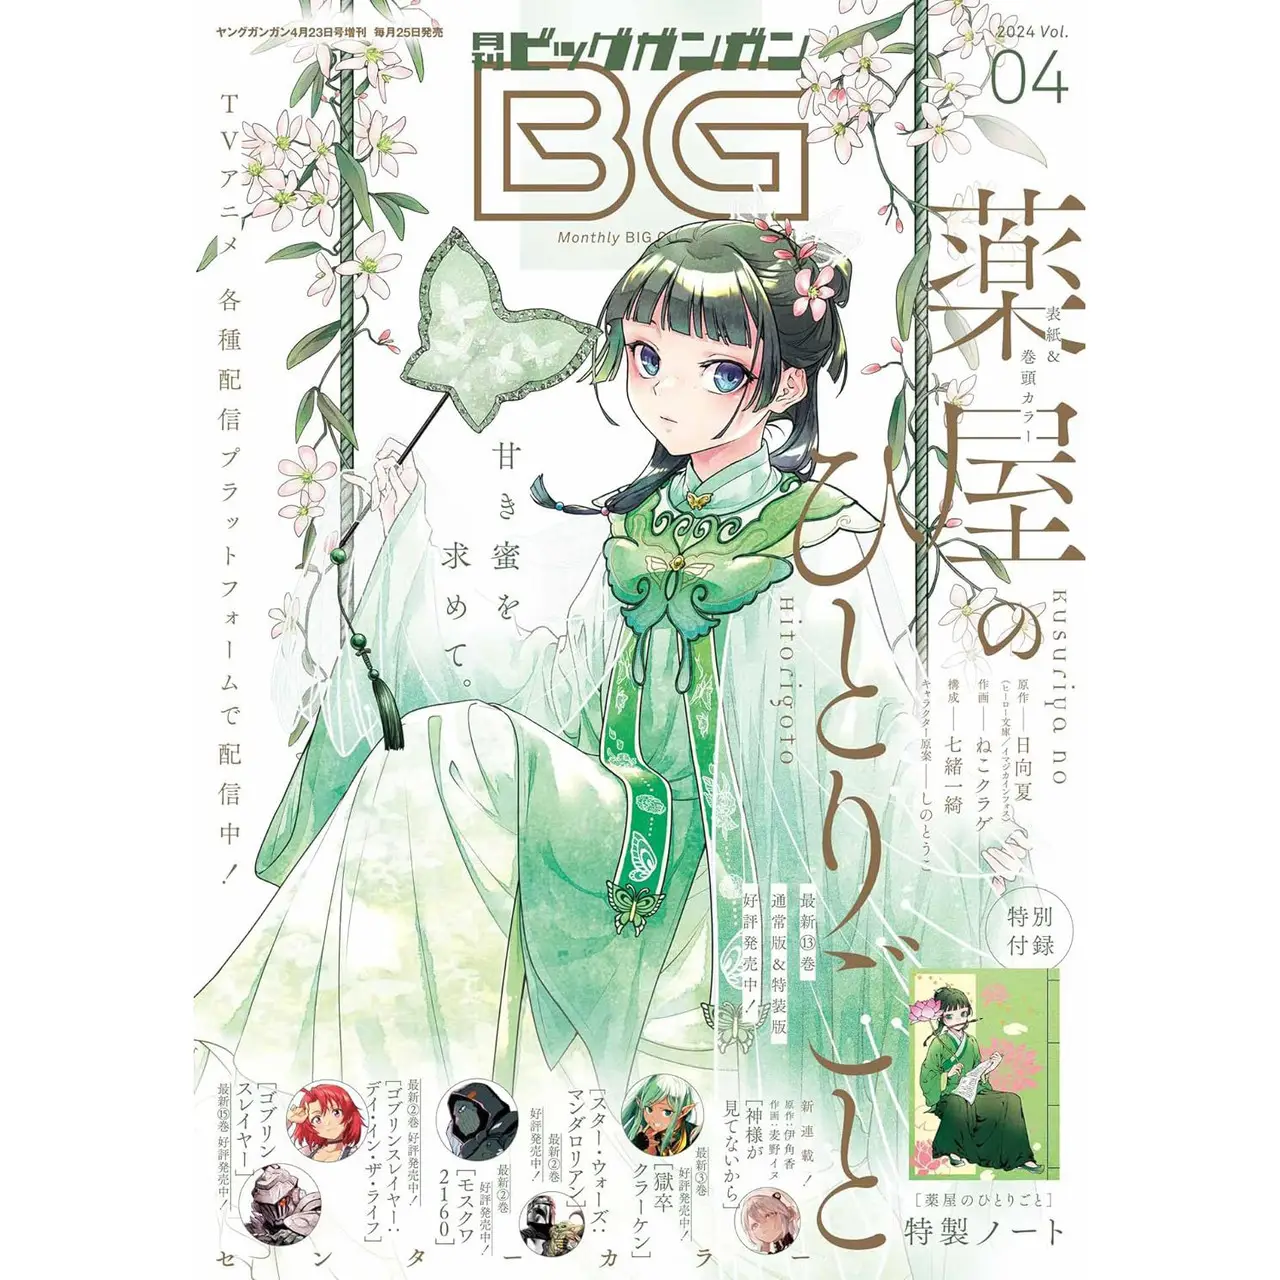 ヤングガンガン4月23日号増刊 毎月25日発売
月刊ビッグガンガン
BG
Monthly BIG
2024 Vol.
04
TVアニメ 各種配信プラットフォームで配信中!
薬屋の
ひとりごと
Kusuriya no
Hitorigoto
表紙&
巻頭カラー
甘き蜜を
求めて。
原作――日向夏
(ヒーロー文庫/イマジカインフォス)
作画――ねこクラゲ
構成――七緒一綺
キャラクター原案――しのとうこ
最新⑬巻
通常版&特装版
好評発売中!
特別
付録
[薬屋のひとりごと]
特製ノート
新連載!
原作:伊角香
作画:麦野イヌ
[神様が
見てないから]
最新③巻
好評発売中!
[獄卒
クラーケン]
[スター・ウォーズ:
マンダロリアン]
最新②巻
好評発売中!
最新②巻
好評発売中!
[モスクワ
2160]
最新②巻 好評発売中!
[ゴブリンスレイヤー:
デイ・イン・ザ・ライフ]
[ゴブリン
スレイヤー]
最新⑮巻 好評発売中!
センターカラー